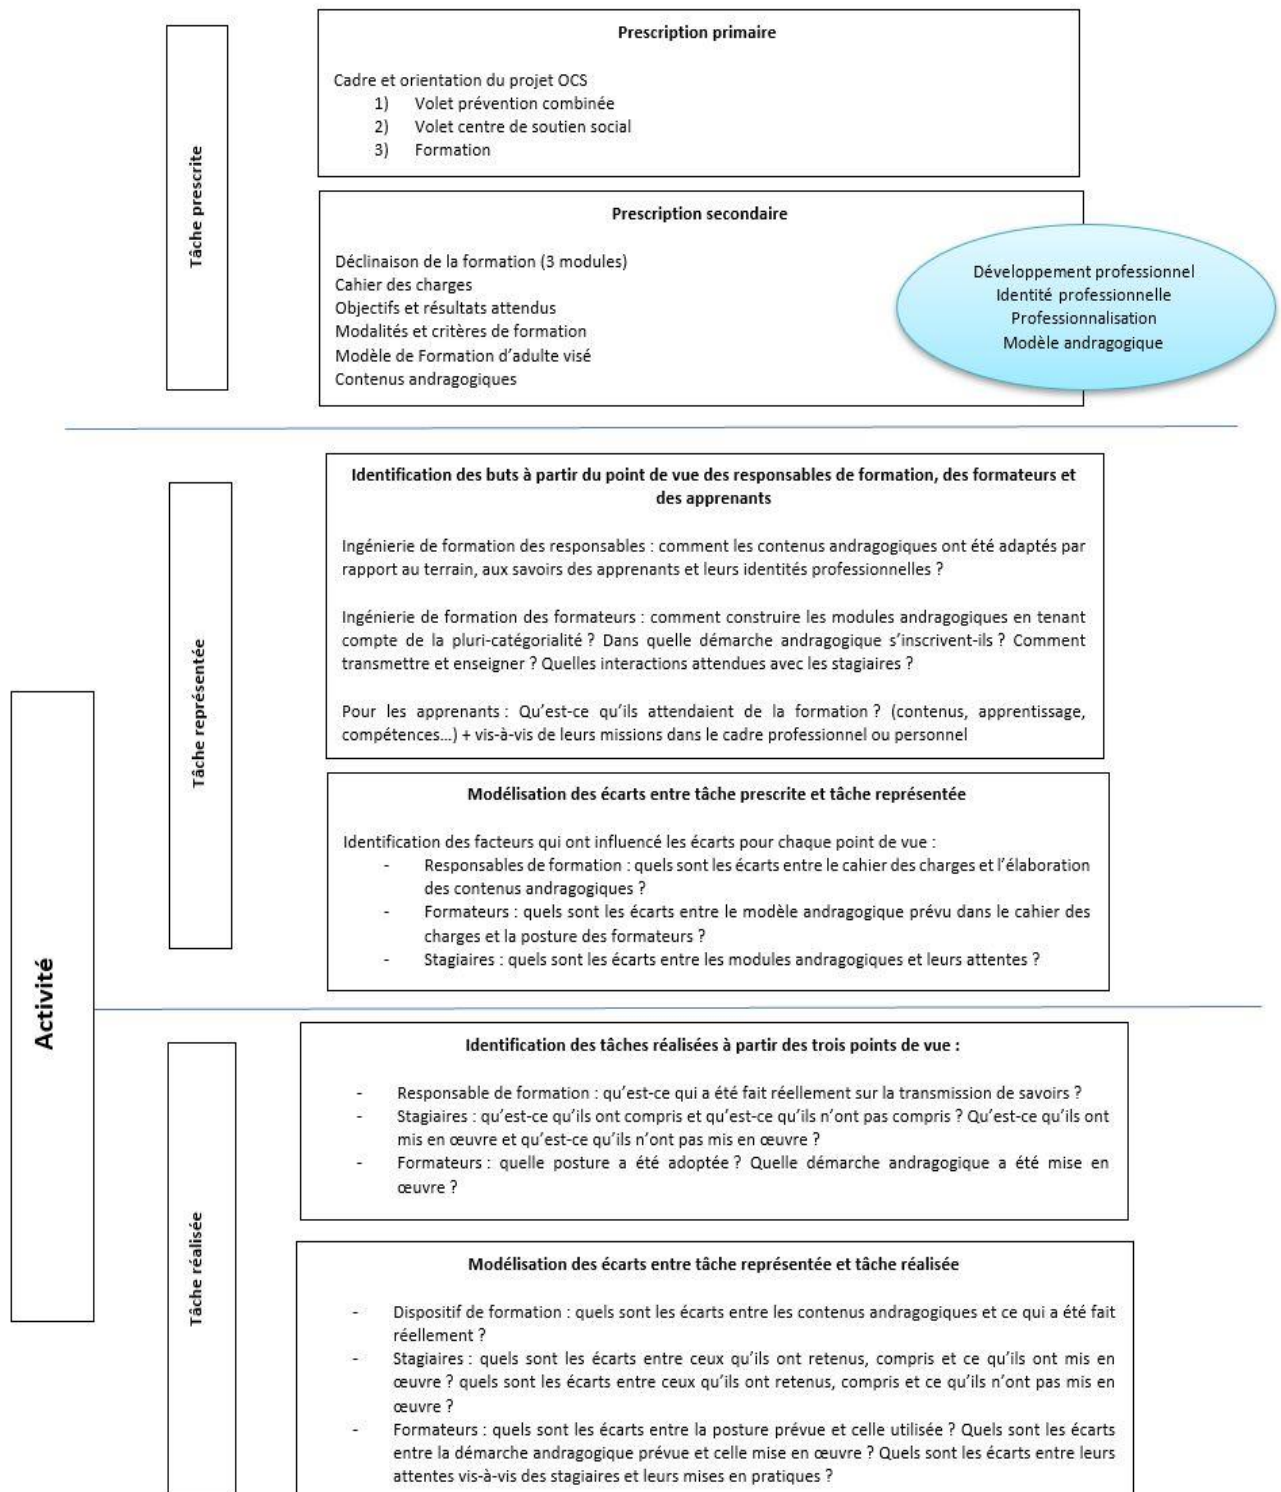 Activité
Tâche prescrite
Prescription primaire
Cadre et orientation du projet OCS
1) Volet prévention combinée
2) Volet centre de soutien social
3) Formation
Prescription secondaire
Déclinaison de la formation (3 modules)
Cahier des charges
Objectifs et résultats attendus
Modalités et critères de formation
Modèle de Formation d’adulte visé
Contenus andragogiques
Développement professionnel
Identité professionnelle
Professionnalisation
Modèle andragogique
Tâche représentée
Identification des buts à partir du point de vue des responsables de formation, des formateurs et
des apprenants
Ingénierie de formation des responsables : comment les contenus andragogiques ont été adaptés par
rapport au terrain, aux savoirs des apprenants et leurs identités professionnelles ?
Ingénierie de formation des formateurs : comment construire les modules andragogiques en tenant
compte de la pluri-catégorialité ? Dans quelle démarche andragogique s’inscrivent-ils ? Comment
transmettre et enseigner ? Quelles interactions attendues avec les stagiaires ?
Pour les apprenants : Qu’est-ce qu’ils attendaient de la formation ? (contenus, apprentissage,
compétences…) + vis-à-vis de leurs missions dans le cadre professionnel ou personnel
Modélisation des écarts entre tâche prescrite et tâche représentée
Identification des facteurs qui ont influencé les écarts pour chaque point de vue :
- Responsables de formation : quels sont les écarts entre le cahier des charges et l’élaboration
des contenus andragogiques ?
- Formateurs : quels sont les écarts entre le modèle andragogique prévu dans le cahier des
charges et la posture des formateurs ?
- Stagiaires : quels sont les écarts entre les modules andragogiques et leurs attentes ?
Tâche réalisée
Identification des tâches réalisées à partir des trois points de vue :
- Responsable de formation : qu’est-ce qui a été fait réellement sur la transmission de savoirs ?
- Stagiaires : qu’est-ce qu’ils ont compris et qu’est-ce qu’ils n’ont pas compris ? Qu’est-ce qu’ils ont
mis en œuvre et qu’est-ce qu’ils n’ont pas mis en œuvre ?
- Formateurs : quelle posture a été adoptée ? Quelle démarche andragogique a été mise en
œuvre ?
Modélisation des écarts entre tâche représentée et tâche réalisée
- Dispositif de formation : quels sont les écarts entre les contenus andragogiques et ce qui a été fait
réellement ?
- Stagiaires : quels sont les écarts entre ceux qu’ils ont retenus, compris et ce qu’ils ont mis en
œuvre ? quels sont les écarts entre ceux qu’ils ont retenus, compris et ce qu’ils n’ont pas mis en
œuvre ?
- Formateurs : quels sont les écarts entre la posture prévue et celle utilisée ? Quels sont les écarts
entre la démarche andragogique prévue et celle mise en œuvre ? Quels sont les écarts entre leurs
attentes vis-à-vis des stagiaires et leurs mises en pratiques ?